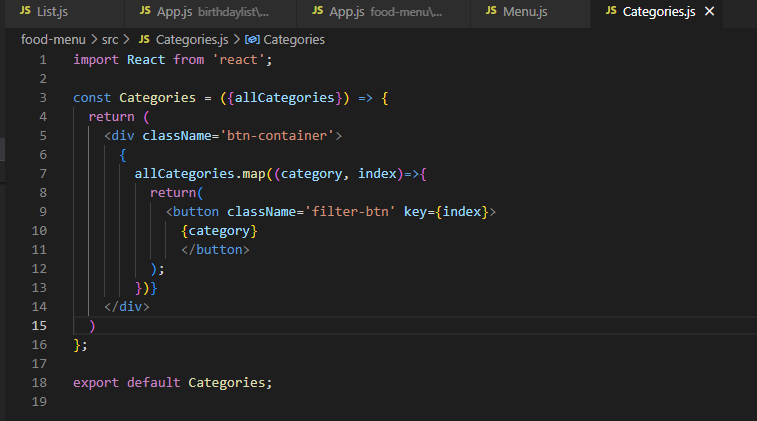 JS List.js JS App.js birthdaylist\... JS App.js food-menu\... JS Menu.js JS Categories.js ×
food-menu > src > JS Categories.js > Categories
1 import React from 'react';
2
3 const Categories = ({allCategories}) => {
4 return (
5 <div className='btn-container'>
6 {
7 allCategories.map((category, index)=>{
8 return(
9 <button className='filter-btn' key={index}>
10 {category}
11 </button>
12 );
13 })}
14 </div>
15 )
16 };
17
18 export default Categories;
19